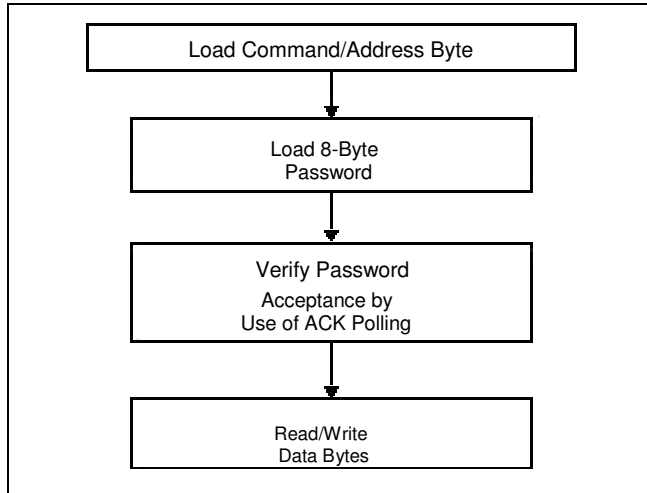 Load Command/Address Byte
Load 8-Byte
Password
Verify Password
Acceptance by
Use of ACK Polling
Read/Write
Data Bytes